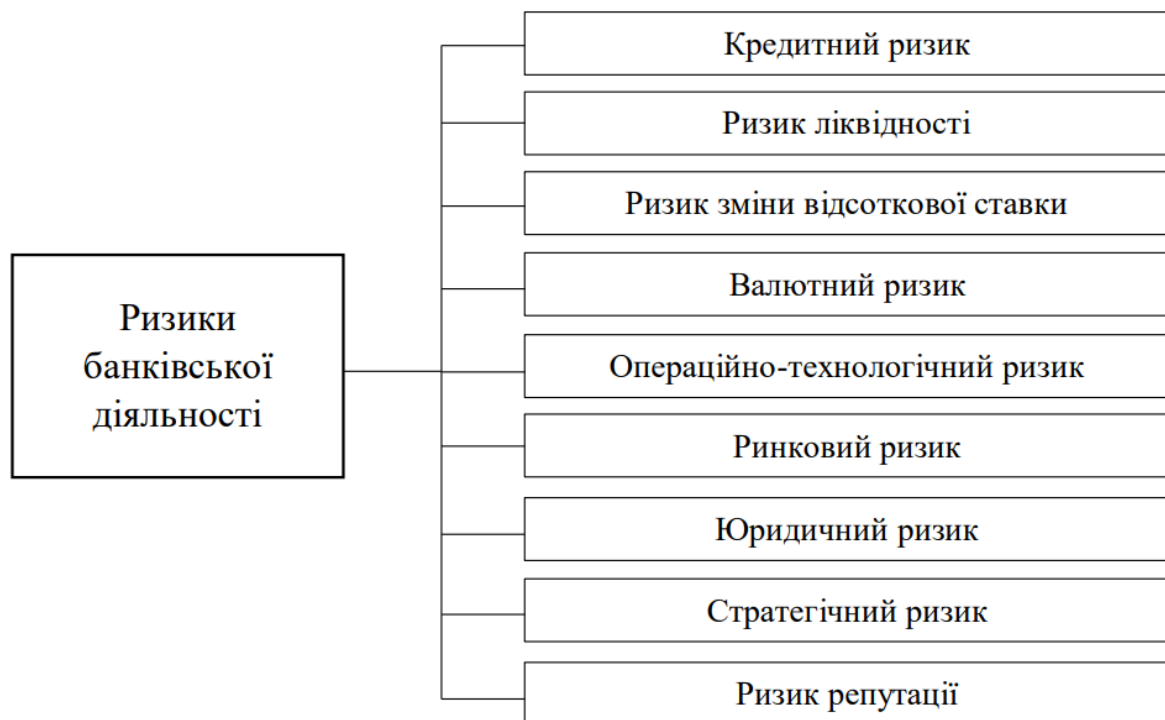 Ризики
банківської
діяльності
Кредитний ризик
Ризик ліквідності
Ризик зміни відсоткової ставки
Валютний ризик
Операційно-технологічний ризик
Ринковий ризик
Юридичний ризик
Стратегічний ризик
Ризик репутації